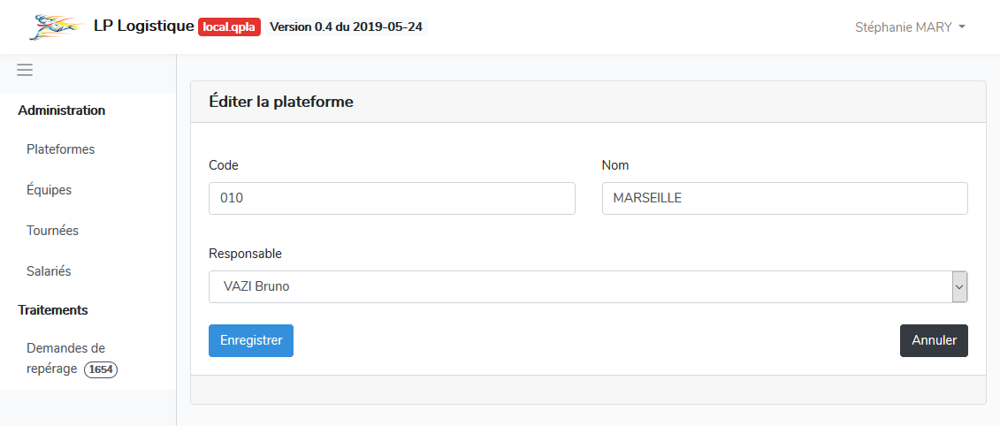 LP Logistique local.qpla Version 0.4 du 2019-05-24
Stéphanie MARY
Administration
Plateformes
Équipes
Tournées
Salariés
Traitements
Demandes de
repérage 1654
Éditer la plateforme
Code
Nom
010
MARSEILLE
Responsable
VAZI Bruno
Enregistrer
Annuler